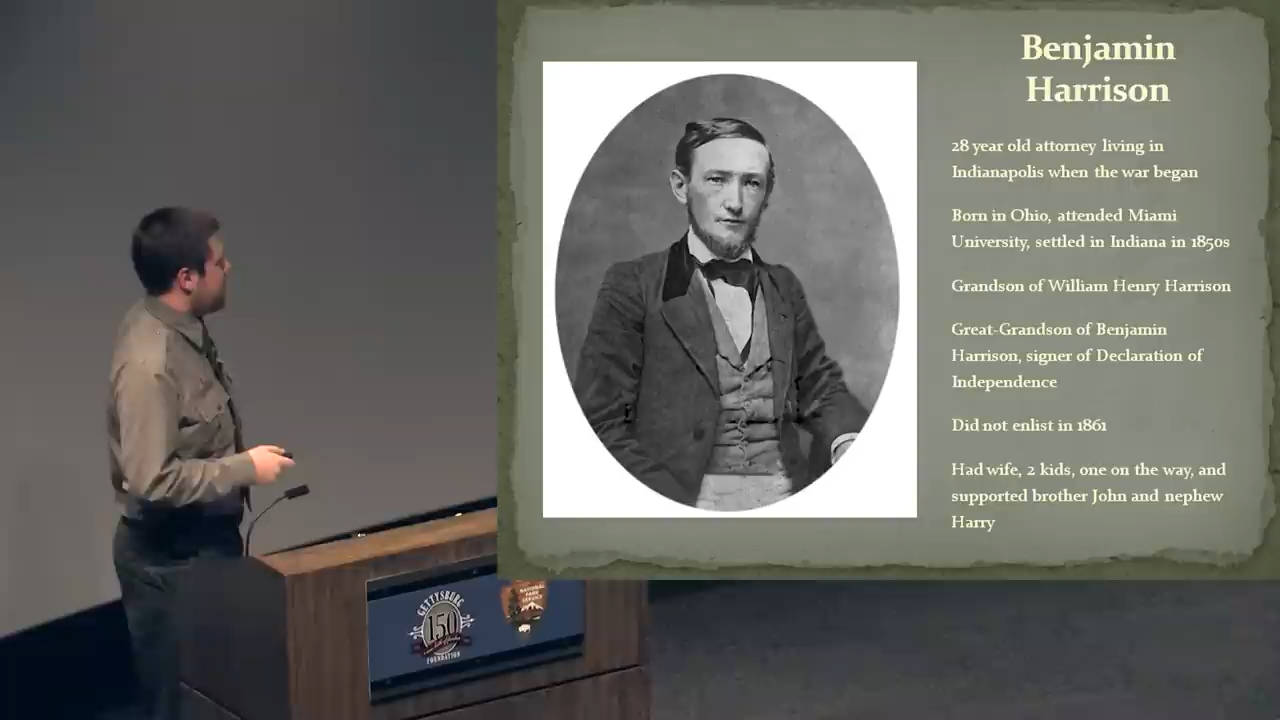 Benjamin
Harrison
28 year old attorney living in
Indianapolis when the war began
Born in Ohio, attended Miami
University, settled in Indiana in 1850s
Grandson of William Henry Harrison
Great-Grandson of Benjamin
Harrison, signer of Declaration of
Independence
Did not enlist in 1861
Had wife, 2 kids, one on the way, and
supported brother John and nephew
Harry
GETTYSBURG
150
FOUNDATION
NATIONAL
PARK
SERVICE